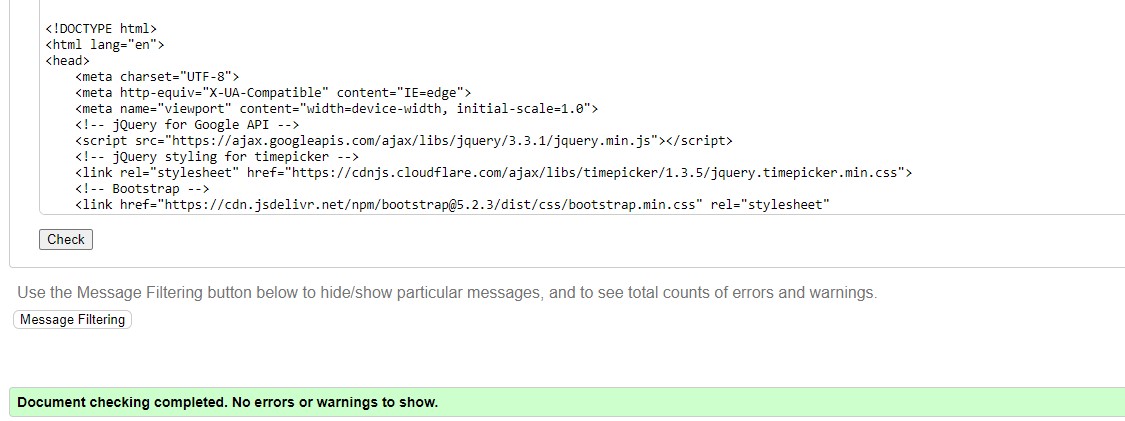 <!DOCTYPE html>
<html lang="en">
<head>
    <meta charset="UTF-8">
    <meta http-equiv="X-UA-Compatible" content="IE=edge">
    <meta name="viewport" content="width=device-width, initial-scale=1.0">
    <!-- jQuery for Google API -->
    <script src="https://ajax.googleapis.com/ajax/libs/jquery/3.3.1/jquery.min.js"></script>
    <!-- jQuery styling for timepicker -->
    <link rel="stylesheet" href="https://cdnjs.cloudflare.com/ajax/libs/timepicker/1.3.5/jquery.timepicker.min.css">
    <!-- Bootstrap -->
    <link href="https://cdn.jsdelivr.net/npm/bootstrap@5.2.3/dist/css/bootstrap.min.css" rel="stylesheet"
Check
Use the Message Filtering button below to hide/show particular messages, and to see total counts of errors and warnings.
Message Filtering
Document checking completed. No errors or warnings to show.